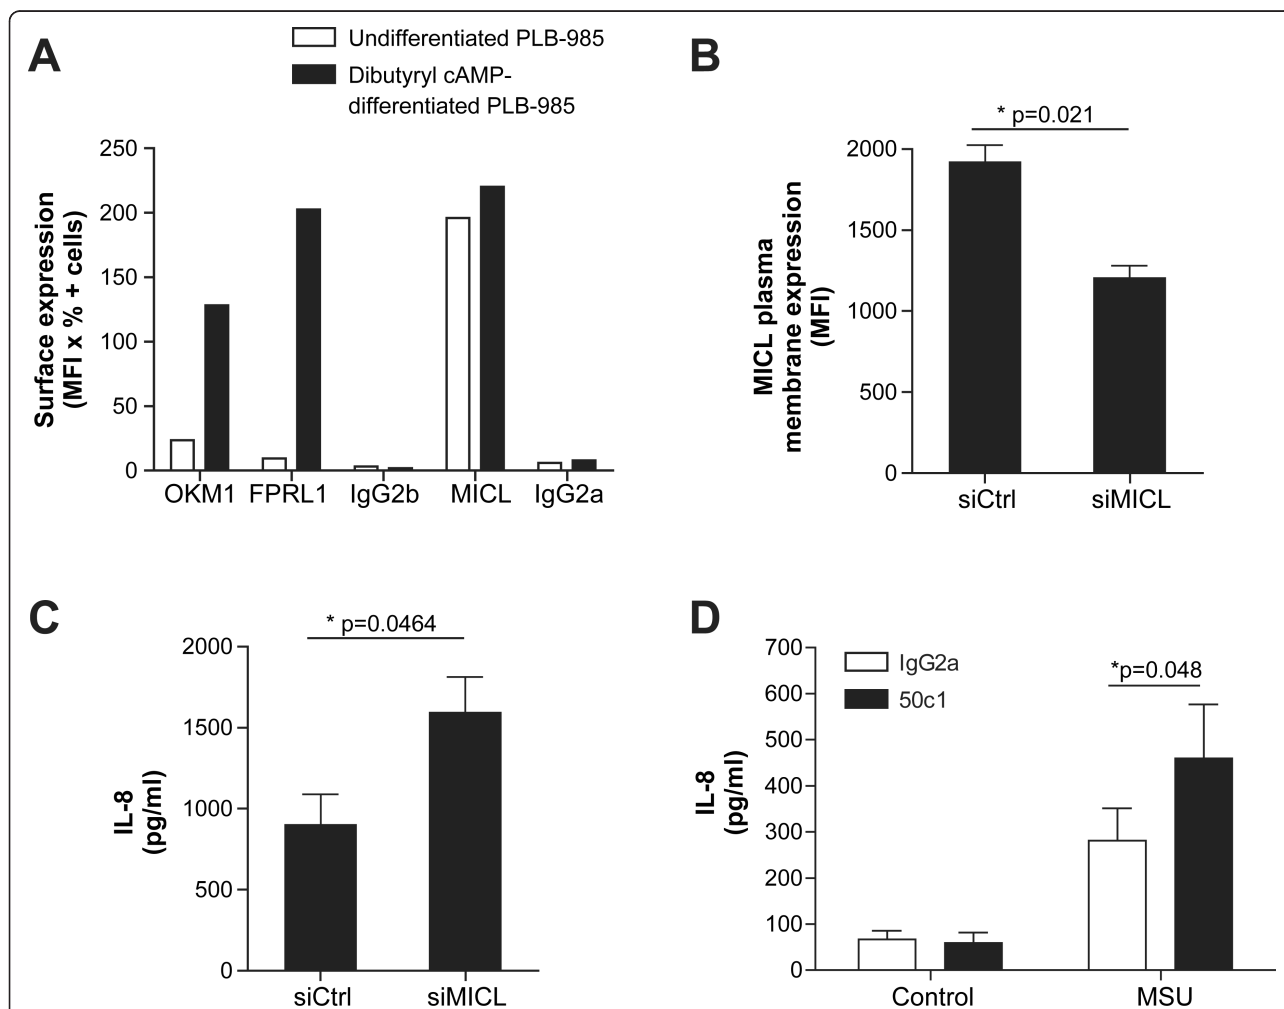 A
Undifferentiated PLB-985
Dibutyryl cAMP-
differentiated PLB-985
Surface expression
(MFI x % + cells)
250
200
150
100
50
0
OKM1 FPRL1 IgG2b MICL IgG2a
B
* p=0.021
MICL plasma
membrane expression
(MFI)
2000
1500
1000
500
0
siCtrl siMICL
C
* p=0.0464
IL-8
(pg/ml)
2000
1500
1000
500
0
siCtrl siMICL
D
IgG2a
50c1
*p=0.048
IL-8
(pg/ml)
700
600
500
400
300
200
100
0
Control MSU